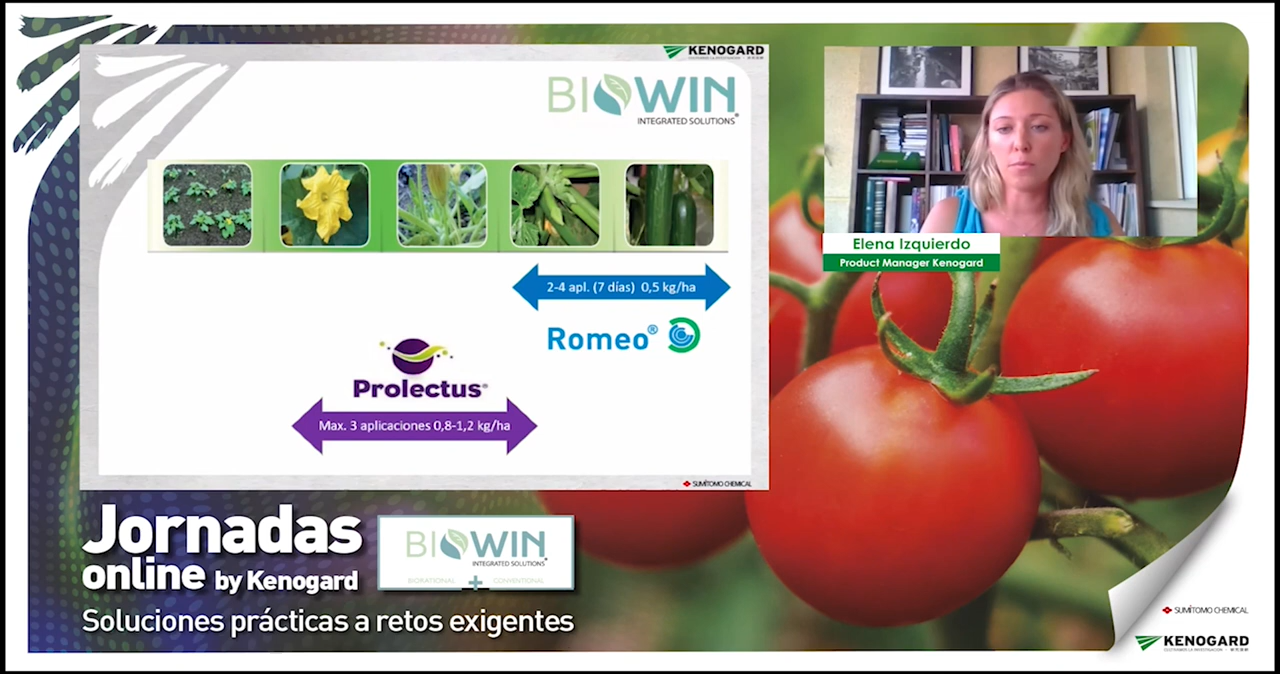 KENOGARD
BIOWIN
INTEGRATED SOLUTIONS®
2-4 apl. (7 días) 0,5 kg/ha
Romeo®
Prolectus®
Max. 3 aplicaciones 0,8-1,2 kg/ha
SUMITOMO CHEMICAL
Elena Izquierdo
Product Manager Kenogard
Jornadas
online by Kenogard
BIOWIN
INTEGRATED SOLUTIONS®
BIORATIONAL + CONVENTIONAL
Soluciones prácticas a retos exigentes
SUMITOMO CHEMICAL
KENOGARD